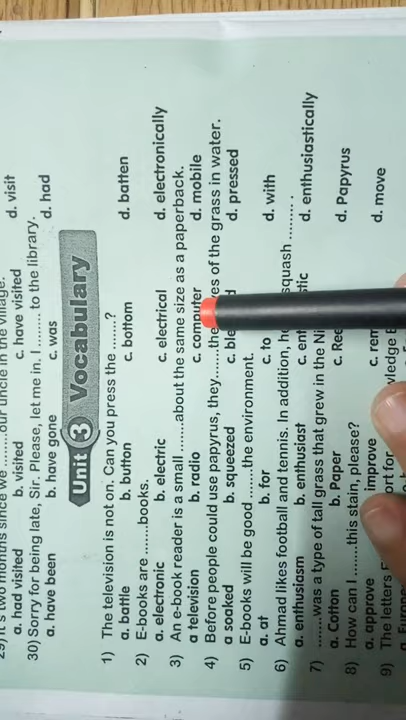 29) It's two months since we ........our uncle in the village.
a. had visited b. visited c. have visited d. visit
30) Sorry for being late, Sir. Please, let me in. I ........ to the library.
a. have been b. have gone c. was d. had
Unit 3 Vocabulary
1) The television is not on. Can you press the ........?
a. battle b. button c. bottom d. batten
2) E-books are ........books.
a. electronic b. electric c. electrical d. electronically
3) An e-book reader is a small ........about the same size as a paperback.
a television b. radio c. computer d. mobile
4) Before people could use papyrus, they........the of the grass in water.
a soaked b. squeezed c. d. pressed
5) E-books will be good ........the environment.
a. at b. for c. to d. with
6) Ahmad likes football and tennis. In addition, squash ........ .
a. enthusiasm b. enthusiast c. d. enthusiastically
7) ........was a type of tall grass that grew in the
a. Cotton b. Paper c. d. Papyrus
8) How can I ........this stain, please?
a. approve improve c. d. move
9) The letters